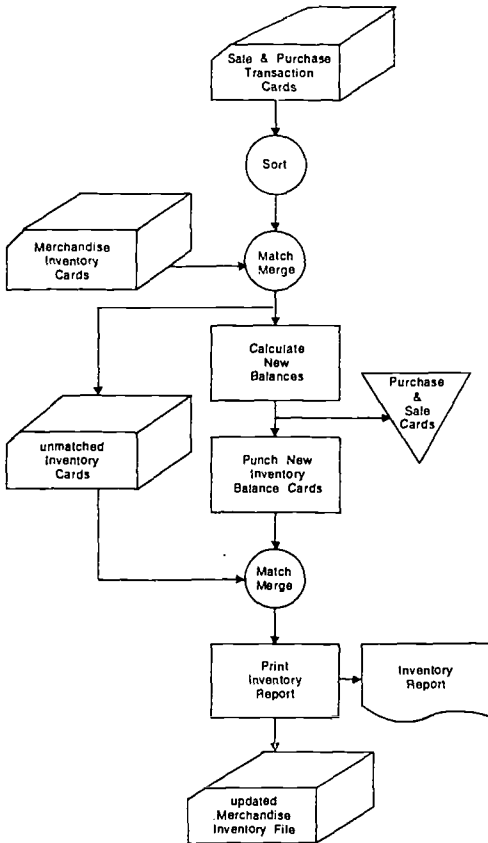 Sale & Purchase
Transaction
Cards
Sort
Merchandise
Inventory
Cards
Match
Merge
Calculate
New
Balances
Purchase
&
Sale
Cards
unmatched
Inventory
Cards
Punch New
Inventory
Balance Cards
Match
Merge
Print
Inventory
Report
Inventory
Report
updated
Merchandise
Inventory File